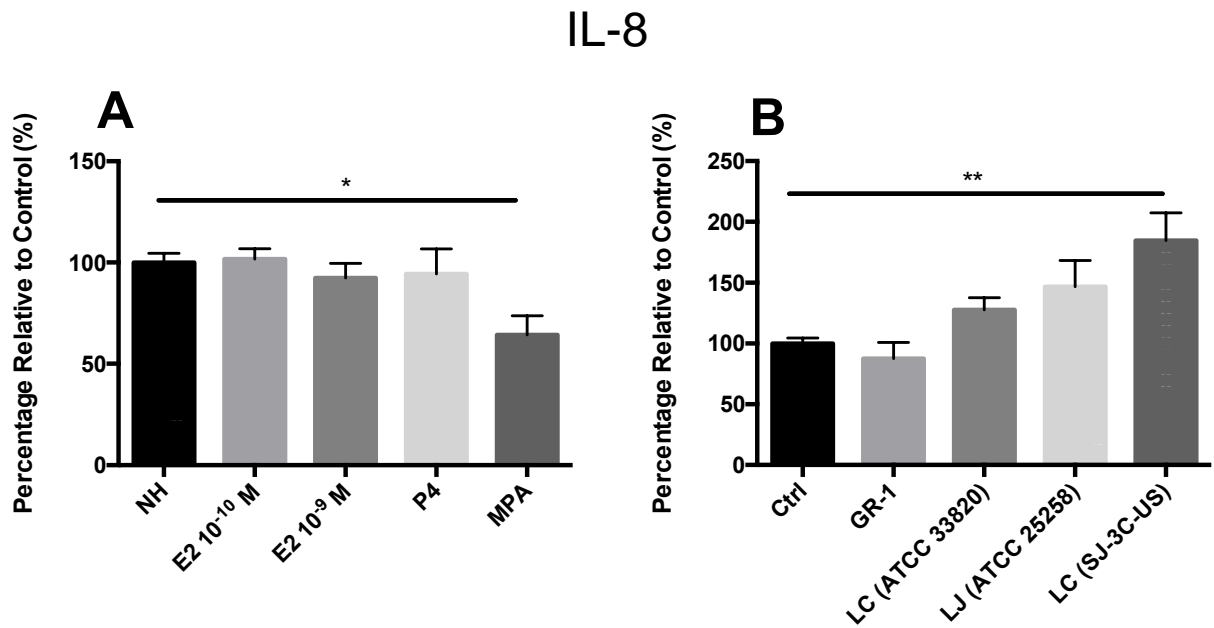 IL-8
A
Percentage Relative to Control (%)
150
100
50
0
*
NH
E2 10⁻¹⁰ M
E2 10⁻⁹ M
P4
MPA
B
Percentage Relative to Control (%)
250
200
150
100
50
0
**
Ctrl
GR-1
LC (ATCC 33820)
LJ (ATCC 25258)
LC (SJ-3C-US)